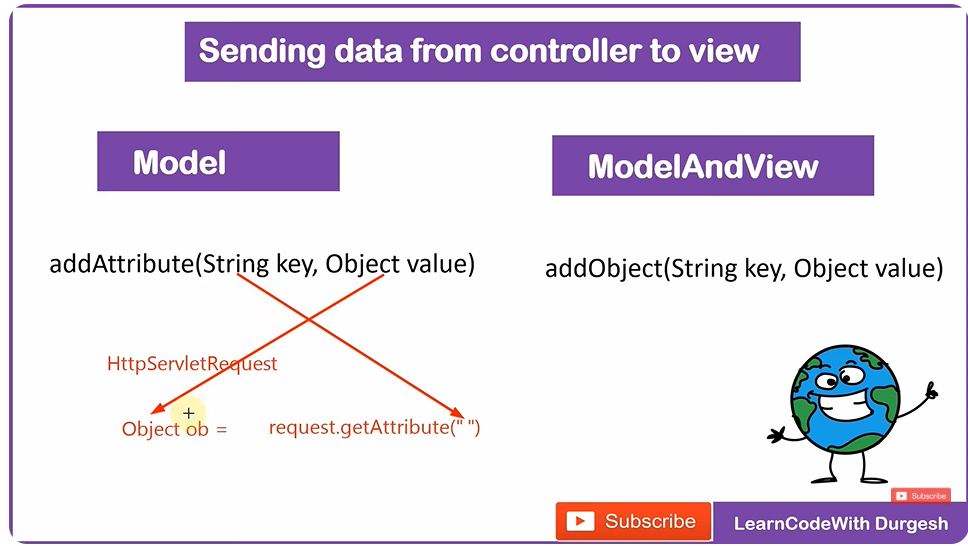 Sending data from controller to view
Model
ModelAndView
addAttribute(String key, Object value)
addObject(String key, Object value)
HttpServletRequest
Object ob =
request.getAttribute(" ")
Subscribe
Subscribe
LearnCodeWith Durgesh